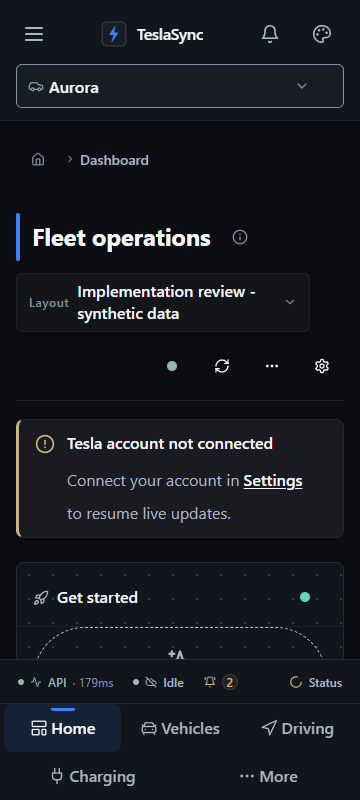 TeslaSync
Aurora
Dashboard
Fleet operations
Layout
Implementation review -
synthetic data
Tesla account not connected
Connect your account in Settings
to resume live updates.
Get started
API · 179ms
Idle
2
Status
Home
Vehicles
Driving
Charging
More